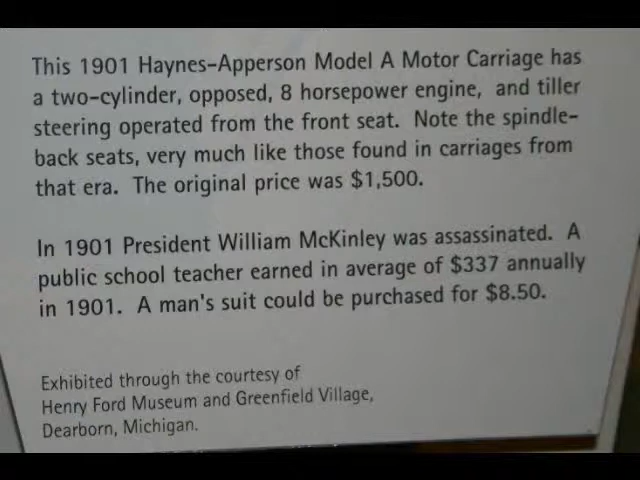 This 1901 Haynes-Apperson Model A Motor Carriage has
a two-cylinder, opposed, 8 horsepower engine, and tiller
steering operated from the front seat. Note the spindle-
back seats, very much like those found in carriages from
that era. The original price was $1,500.
In 1901 President William McKinley was assassinated. A
public school teacher earned in average of $337 annually
in 1901. A man's suit could be purchased for $8.50.
Exhibited through the courtesy of
Henry Ford Museum and Greenfield Village,
Dearborn, Michigan.